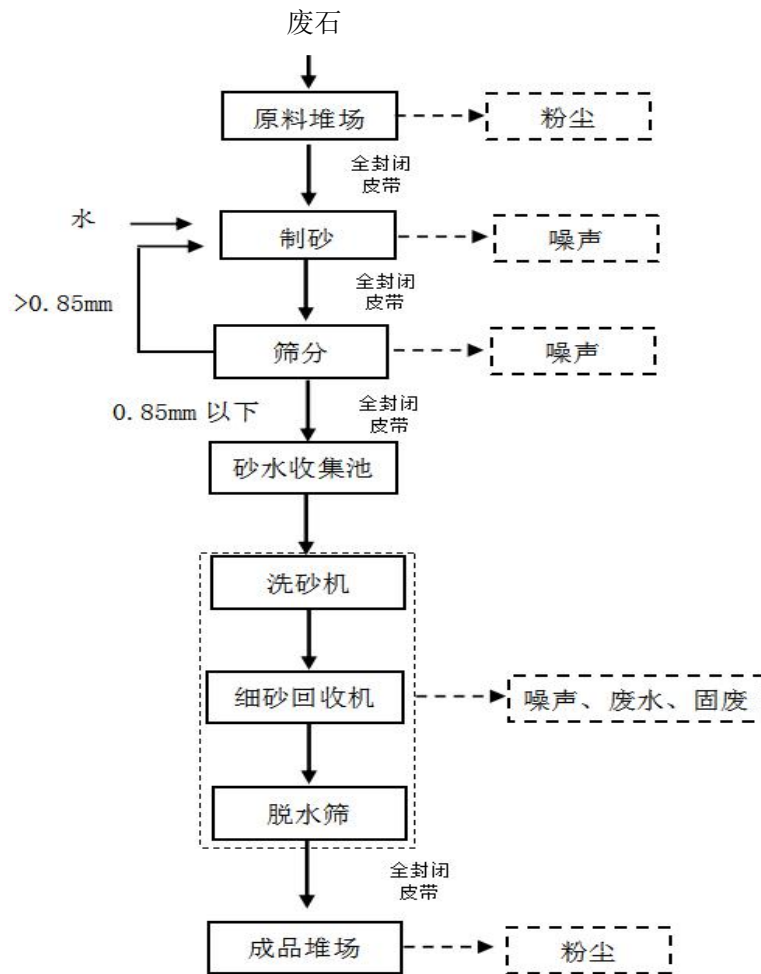 废石
原料堆场
粉尘
全封闭
皮带
水
制砂
噪声
全封闭
皮带
>0.85mm
筛分
噪声
0.85mm 以下
全封闭
皮带
砂水收集池
洗砂机
细砂回收机
噪声、废水、固废
脱水筛
全封闭
皮带
成品堆场
粉尘